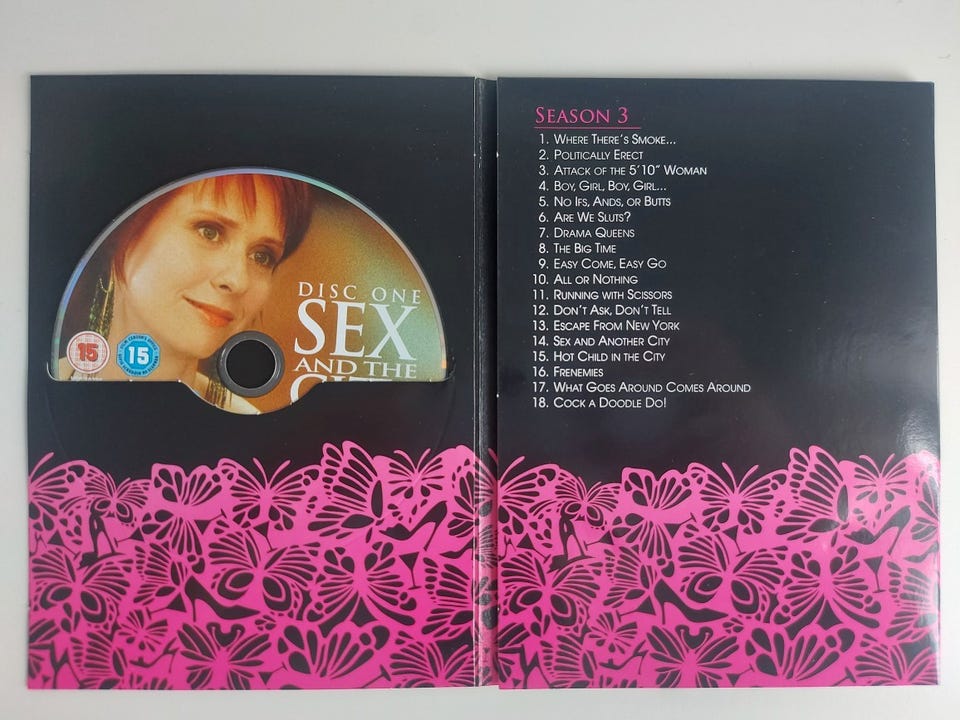 DISC ONE
SEX
AND THE
15
15
SEASON 3
1. WHERE THERE'S SMOKE...
2. POLITICALLY ERECT
3. ATTACK OF THE 5'10" WOMAN
4. BOY, GIRL, BOY, GIRL...
5. NO IFS, ANDS, OR BUTTS
6. ARE WE SLUTS?
7. DRAMA QUEENS
8. THE BIG TIME
9. EASY COME, EASY GO
10. ALL OR NOTHING
11. RUNNING WITH SCISSORS
12. DON'T ASK, DON'T TELL
13. ESCAPE FROM NEW YORK
14. SEX AND ANOTHER CITY
15. HOT CHILD IN THE CITY
16. FRENEMIES
17. WHAT GOES AROUND COMES AROUND
18. COCK A DOODLE DO!